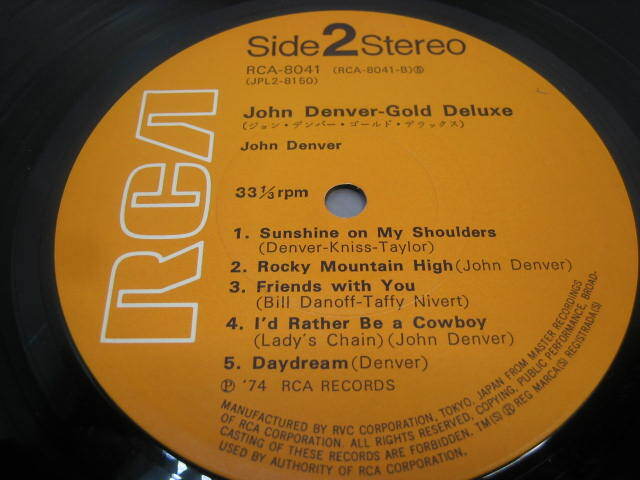 Side 2 Stereo
RCA-8041 (RCA-8041-B)Ⓢ
(JPL2-8150)
RCA
John Denver-Gold Deluxe
(ジョン・デンバー・ゴールド・デラックス)
John Denver
33 1/3 rpm
1. Sunshine on My Shoulders
(Denver-Kniss-Taylor)
2. Rocky Mountain High (John Denver)
3. Friends with You
(Bill Danoff-Taffy Nivert)
4. I'd Rather Be a Cowboy
(Lady's Chain) (John Denver)
5. Daydream (Denver)
Ⓟ '74 RCA RECORDS
MANUFACTURED BY RVC CORPORATION, TOKYO, JAPAN FROM MASTER RECORDINGS
OF RCA CORPORATION. ALL RIGHTS RESERVED, COPYING, PUBLIC PERFORMANCE, BROAD-
CASTING OF THESE RECORDS ARE FORBIDDEN. TM(S) Ⓡ REG. MARCA(S) REGISTRADA(S)
USED BY AUTHORITY OF RCA CORPORATION.